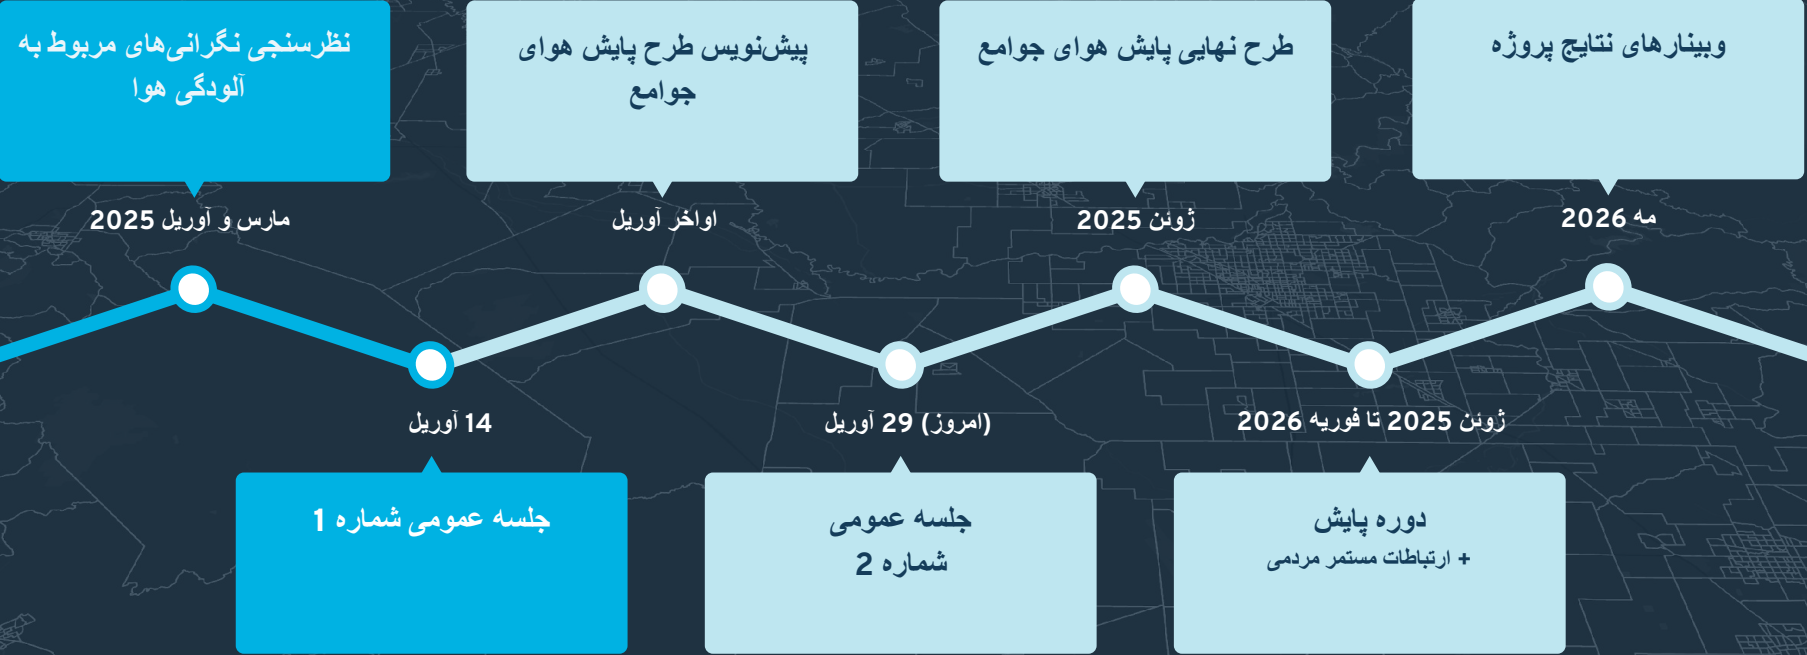 نظرسنجی نگرانی‌های مربوط به
آلودگی هوا
مارس و آوریل 2025
14 آوریل
جلسه عمومی شماره 1
پیش‌نویس طرح پایش هوای
جوامع
اواخر آوریل
(امروز) 29 آوریل
جلسه عمومی
شماره 2
طرح نهایی پایش هوای جوامع
ژوئن 2025
ژوئن 2025 تا فوریه 2026
دوره پایش
+ ارتباطات مستمر مردمی
وبینارهای نتایج پروژه
مه 2026